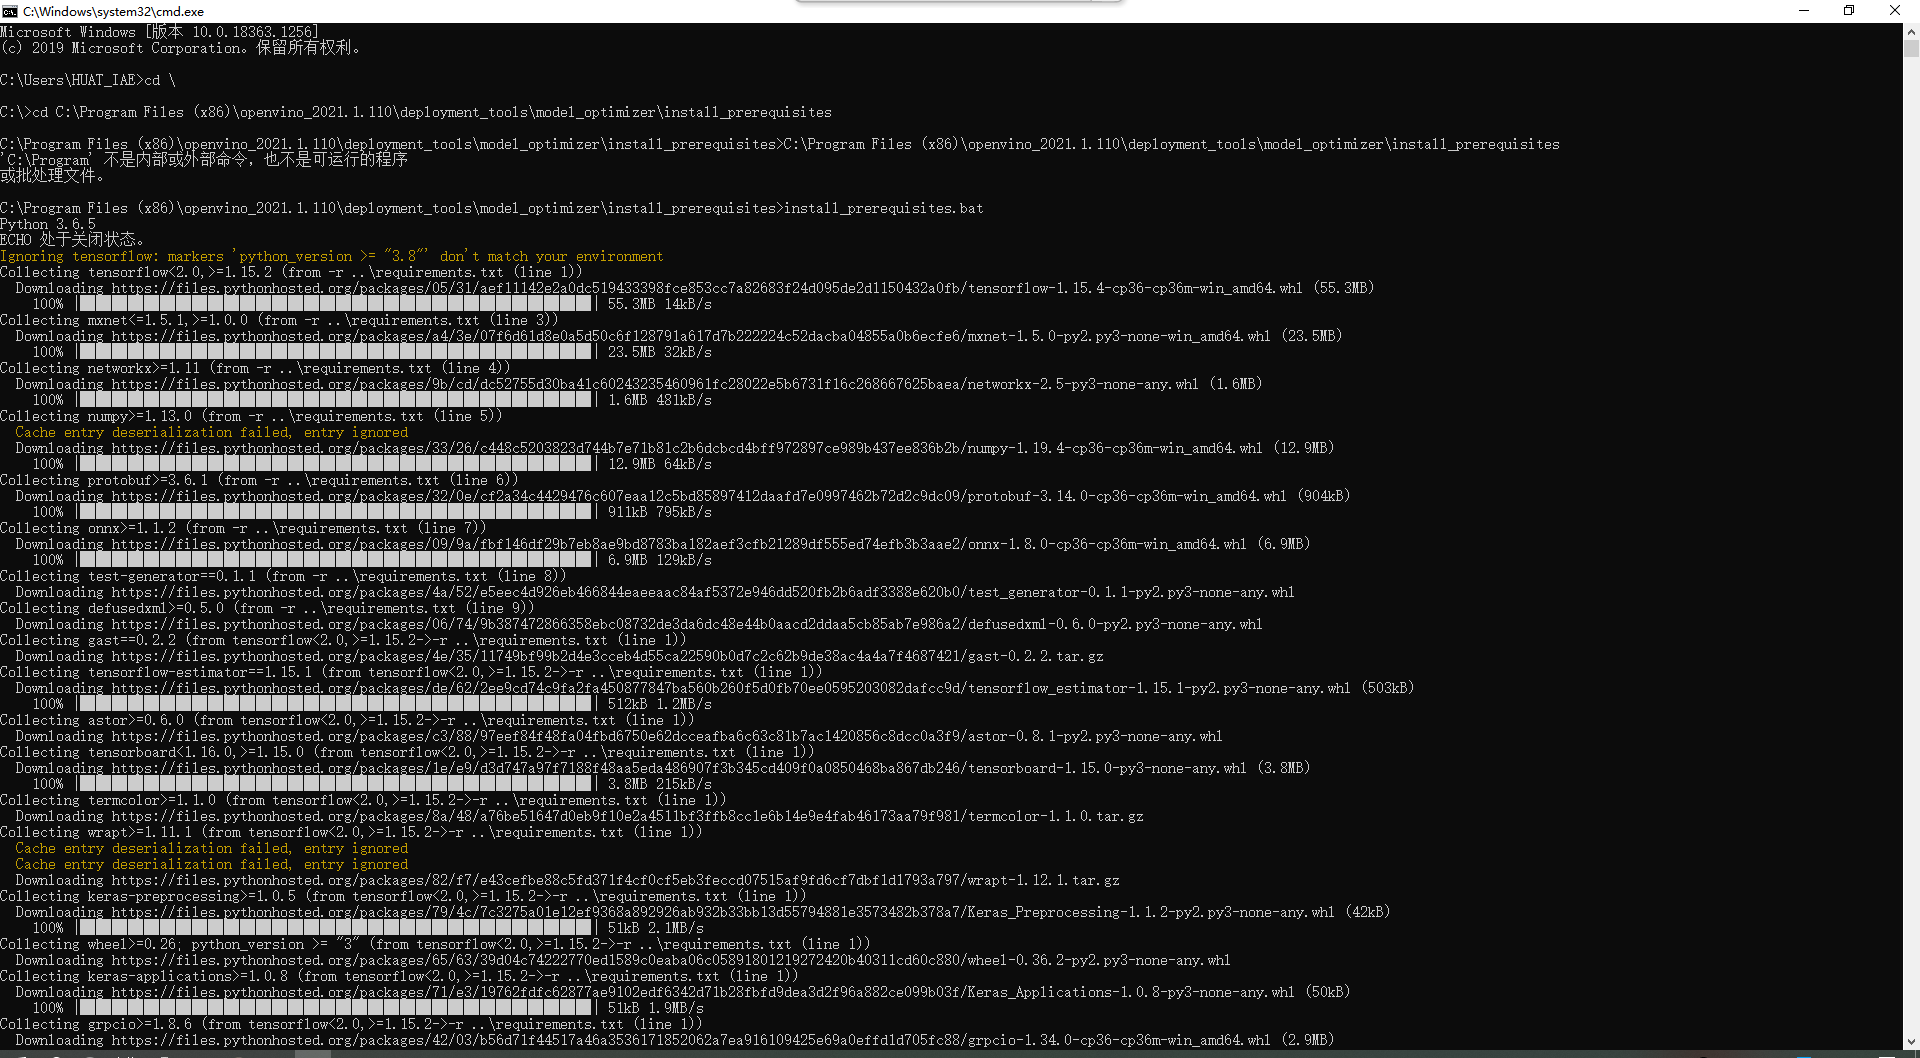 C:\Windows\system32\cmd.exe
Microsoft Windows [版本 10.0.18363.1256]
(c) 2019 Microsoft Corporation。保留所有权利。
C:\Users\HUAT_IAE>cd \
C:\>cd C:\Program Files (x86)\openvino_2021.1.110\deployment_tools\model_optimizer\install_prerequisites
C:\Program Files (x86)\openvino_2021.1.110\deployment_tools\model_optimizer\install_prerequisites>C:\Program Files (x86)\openvino_2021.1.110\deployment_tools\model_optimizer\install_prerequisites
'C:\Program' 不是内部或外部命令，也不是可运行的程序
或批处理文件。
C:\Program Files (x86)\openvino_2021.1.110\deployment_tools\model_optimizer\install_prerequisites>install_prerequisites.bat
Python 3.6.5
ECHO 处于关闭状态。
Ignoring tensorflow: markers 'python_version >= "3.8"' don't match your environment
Collecting tensorflow<2.0,>=1.15.2 (from -r ..\requirements.txt (line 1))
Downloading https://files.pythonhosted.org/packages/05/31/aef11142e2a0dc519433398fce853cc7a82683f24d095de2d1150432a0fb/tensorflow-1.15.4-cp36-cp36m-win_amd64.whl (55.3MB)
100% | | 55.3MB 14kB/s
Collecting mxnet<=1.5.1,>=1.0.0 (from -r ..\requirements.txt (line 3))
Downloading https://files.pythonhosted.org/packages/a4/3e/07f6d61d8e0a5d50c6f128791a617d7b222224c52dacba04855a0b6ecfe6/mxnet-1.5.0-py2.py3-none-win_amd64.whl (23.5MB)
100% | | 23.5MB 32kB/s
Collecting networkx>=1.11 (from -r ..\requirements.txt (line 4))
Downloading https://files.pythonhosted.org/packages/9b/cd/dc52755d30ba41c60243235460961fc28022e5b6731f16c268667625baea/networkx-2.5-py3-none-any.whl (1.6MB)
100% | | 1.6MB 481kB/s
Collecting numpy>=1.13.0 (from -r ..\requirements.txt (line 5))
Cache entry deserialization failed, entry ignored
Downloading https://files.pythonhosted.org/packages/33/26/c448c5203823d744b7e71b81c2b6dcbcd4bff972897ce989b437ee836b2b/numpy-1.19.4-cp36-cp36m-win_amd64.whl (12.9MB)
100% | | 12.9MB 64kB/s
Collecting protobuf>=3.6.1 (from -r ..\requirements.txt (line 6))
Downloading https://files.pythonhosted.org/packages/32/0e/cf2a34c4429476c607eaa12c5bd85897412daafd7e0997462b72d2c9dc09/protobuf-3.14.0-cp36-cp36m-win_amd64.whl (904kB)
100% | | 911kB 795kB/s
Collecting onnx>=1.1.2 (from -r ..\requirements.txt (line 7))
Downloading https://files.pythonhosted.org/packages/09/9a/fbf146df29b7eb8ae9bd8783ba182aef3cfb21289df555ed74efb3b3aae2/onnx-1.8.0-cp36-cp36m-win_amd64.whl (6.9MB)
100% | | 6.9MB 129kB/s
Collecting test-generator==0.1.1 (from -r ..\requirements.txt (line 8))
Downloading https://files.pythonhosted.org/packages/4a/52/e5eec4d926eb466844eaeeaac84af5372e946dd520fb2b6adf3388e620b0/test_generator-0.1.1-py2.py3-none-any.whl
Collecting defusedxml>=0.5.0 (from -r ..\requirements.txt (line 9))
Downloading https://files.pythonhosted.org/packages/06/74/9b387472866358ebc08732de3da6dc48e44b0aacd2ddaa5cb85ab7e986a2/defusedxml-0.6.0-py2.py3-none-any.whl
Collecting gast==0.2.2 (from tensorflow<2.0,>=1.15.2->-r ..\requirements.txt (line 1))
Downloading https://files.pythonhosted.org/packages/4e/35/11749bf99b2d4e3cceb4d55ca22590b0d7c2c62b9de38ac4a4a7f4687421/gast-0.2.2.tar.gz
Collecting tensorflow-estimator==1.15.1 (from tensorflow<2.0,>=1.15.2->-r ..\requirements.txt (line 1))
Downloading https://files.pythonhosted.org/packages/de/62/2ee9cd74c9fa2fa450877847ba560b260f5d0fb70ee0595203082dafcc9d/tensorflow_estimator-1.15.1-py2.py3-none-any.whl (503kB)
100% | | 512kB 1.2MB/s
Collecting astor>=0.6.0 (from tensorflow<2.0,>=1.15.2->-r ..\requirements.txt (line 1))
Downloading https://files.pythonhosted.org/packages/c3/88/97eef84f48fa04fbd6750e62dcceafba6c63c81b7ac1420856c8dcc0a3f9/astor-0.8.1-py2.py3-none-any.whl
Collecting tensorboard<1.16.0,>=1.15.0 (from tensorflow<2.0,>=1.15.2->-r ..\requirements.txt (line 1))
Downloading https://files.pythonhosted.org/packages/1e/e9/d3d747a97f7188f48aa5eda486907f3b345cd409f0a0850468ba867db246/tensorboard-1.15.0-py3-none-any.whl (3.8MB)
100% | | 3.8MB 215kB/s
Collecting termcolor>=1.1.0 (from tensorflow<2.0,>=1.15.2->-r ..\requirements.txt (line 1))
Downloading https://files.pythonhosted.org/packages/8a/48/a76be51647d0eb9f10e2a4511bf3ffb8cc1e6b14e9e4fab46173aa79f981/termcolor-1.1.0.tar.gz
Collecting wrapt>=1.11.1 (from tensorflow<2.0,>=1.15.2->-r ..\requirements.txt (line 1))
Cache entry deserialization failed, entry ignored
Cache entry deserialization failed, entry ignored
Downloading https://files.pythonhosted.org/packages/82/f7/e43cefbe88c5fd371f4cf0cf5eb3feccd07515af9fd6cf7dbf1d1793a797/wrapt-1.12.1.tar.gz
Collecting keras-preprocessing>=1.0.5 (from tensorflow<2.0,>=1.15.2->-r ..\requirements.txt (line 1))
Downloading https://files.pythonhosted.org/packages/79/4c/7c3275a01e12ef9368a892926ab932b33bb13d55794881e3573482b378a7/Keras_Preprocessing-1.1.2-py2.py3-none-any.whl (42kB)
100% | | 51kB 2.1MB/s
Collecting wheel>=0.26; python_version >= "3" (from tensorflow<2.0,>=1.15.2->-r ..\requirements.txt (line 1))
Downloading https://files.pythonhosted.org/packages/65/63/39d04c74222770ed1589c0eaba06c05891801219272420b40311cd60c880/wheel-0.36.2-py2.py3-none-any.whl
Collecting keras-applications>=1.0.8 (from tensorflow<2.0,>=1.15.2->-r ..\requirements.txt (line 1))
Downloading https://files.pythonhosted.org/packages/71/e3/19762fdfc62877ae9102edf6342d71b28fbfd9dea3d2f96a882ce099b03f/Keras_Applications-1.0.8-py3-none-any.whl (50kB)
100% | | 51kB 1.9MB/s
Collecting grpcio>=1.8.6 (from tensorflow<2.0,>=1.15.2->-r ..\requirements.txt (line 1))
Downloading https://files.pythonhosted.org/packages/42/03/b56d71f44517a46a3536171852062a7ea916109425e69a0effd1d705fc88/grpcio-1.34.0-cp36-cp36m-win_amd64.whl (2.9MB)